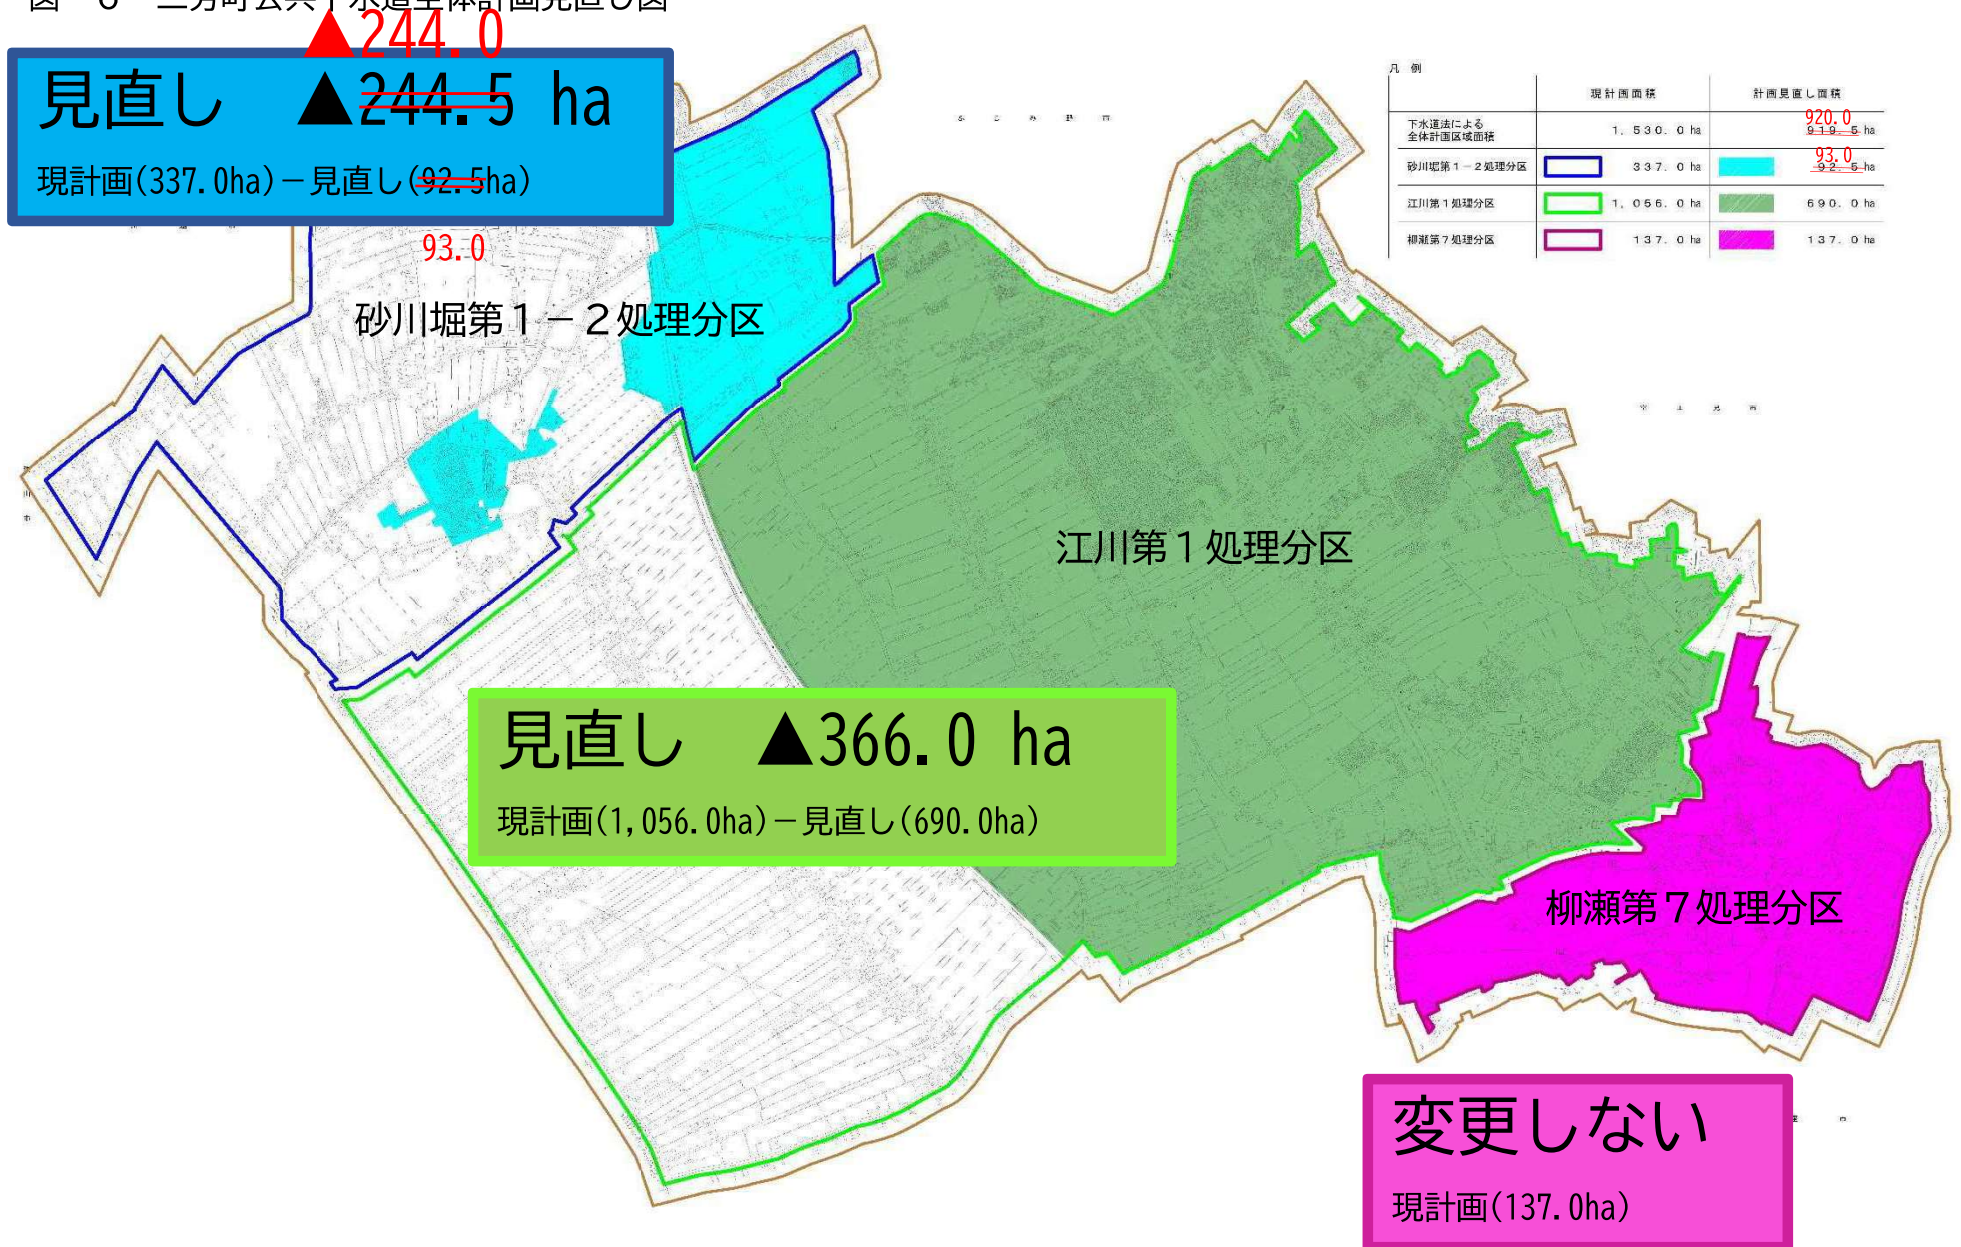 ▲244.0
見直し ▲244.5 ha
現計画(337.0ha)－見直し(92.5ha)
93.0
凡 例
現計画面積 計画見直し面積
920.0
下水道法による
全体計画区域面積 1,530.0 ha 919.5 ha
93.0
砂川堀第1－2処理分区 337.0 ha 92.5 ha
江川第1処理分区 1,056.0 ha 690.0 ha
柳瀬第7処理分区 137.0 ha 137.0 ha
砂川堀第１－２処理分区
江川第１処理分区
見直し ▲366.0 ha
現計画(1,056.0ha)－見直し(690.0ha)
柳瀬第７処理分区
変更しない
現計画(137.0ha)